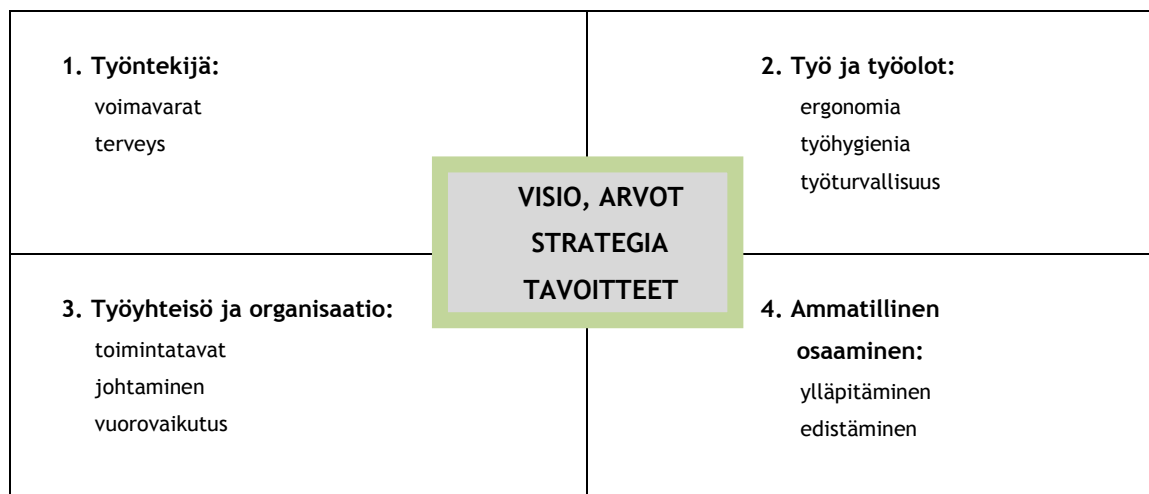 1. Työntekijä:
voimavarat
terveys
2. Työ ja työolot:
ergonomia
työhygienia
työturvallisuus
VISIO, ARVOT
STRATEGIA
TAVOITTEET
3. Työyhteisö ja organisaatio:
toimintatavat
johtaminen
vuorovaikutus
4. Ammatillinen
osaaminen:
ylläpitäminen
edistäminen